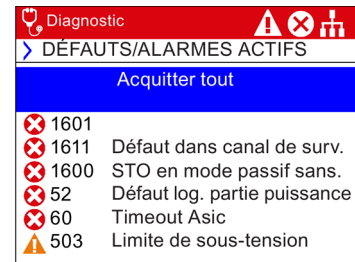 Diagnostic
DÉFAUTS/ALARMES ACTIFS
Acquitter tout
1601
1611 Défaut dans canal de surv.
1600 STO en mode passif sans.
52 Défaut log. partie puissance
60 Timeout Asic
503 Limite de sous-tension